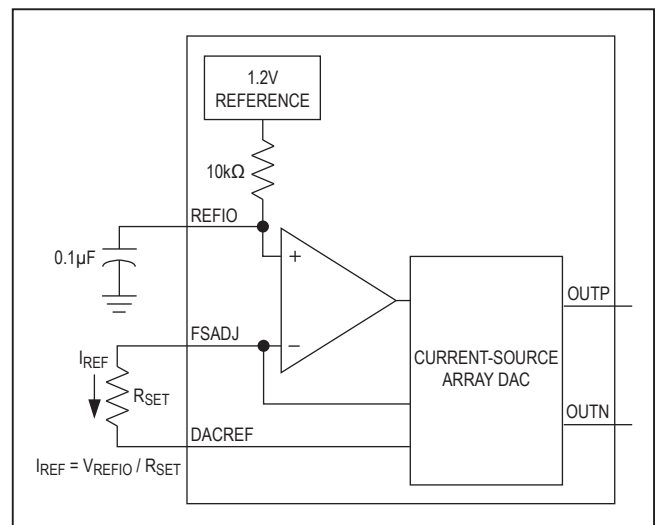 1.2V
REFERENCE
10kΩ
REFIO
0.1µF
+
OUTP
FSADJ
−
CURRENT-SOURCE
ARRAY DAC
IREF
RSET
OUTN
DACREF
IREF = VREFIO / RSET